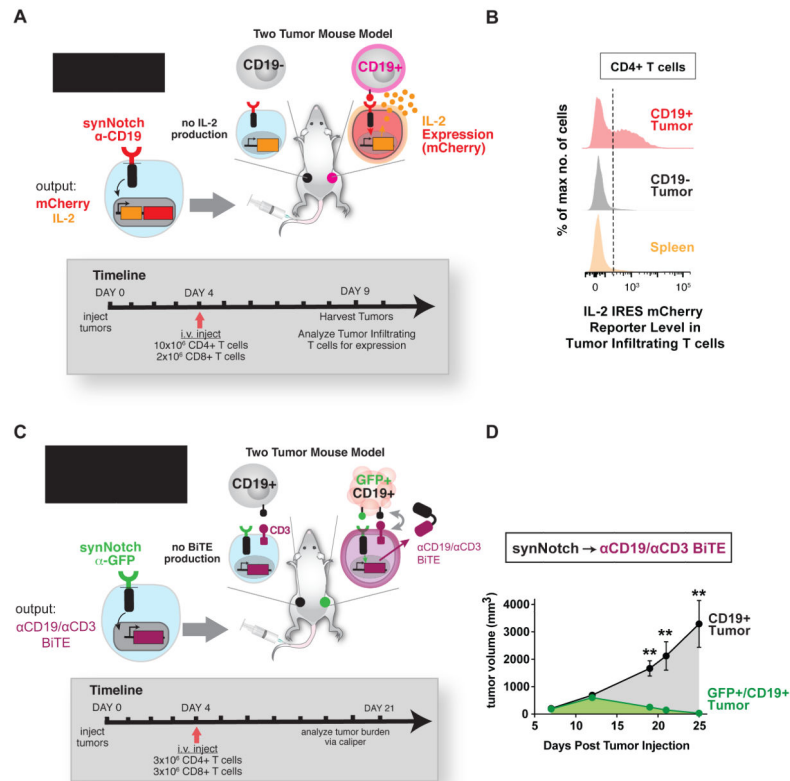 A
Two Tumor Mouse Model
CD19-
CD19+
synNotch
α-CD19
no IL-2
production
IL-2
Expression
(mCherry)
output:
mCherry
IL-2
Timeline
DAY 0
DAY 4
DAY 9
inject
tumors
i.v. inject
10x10⁶ CD4+ T cells
2x10⁶ CD8+ T cells
Harvest Tumors
Analyze Tumor Infiltrating
T cells for expression
B
CD4+ T cells
% of max no. of cells
CD19+
Tumor
CD19-
Tumor
Spleen
0 10³ 10⁵
IL-2 IRES mCherry
Reporter Level in
Tumor Infiltrating T cells
C
Two Tumor Mouse Model
CD19+
GFP+
CD19+
CD3
synNotch
α-GFP
no BiTE
production
αCD19/αCD3
BiTE
output:
αCD19/αCD3
BiTE
Timeline
DAY 0
DAY 4
DAY 21
inject
tumors
i.v. inject
3x10⁶ CD4+ T cells
3x10⁶ CD8+ T cells
analyze tumor burden
via caliper
D
synNotch → αCD19/αCD3 BiTE
tumor volume (mm³)
4000
3000
2000
1000
0
** ** **
CD19+
Tumor
GFP+/CD19+
Tumor
5 10 15 20 25
Days Post Tumor Injection